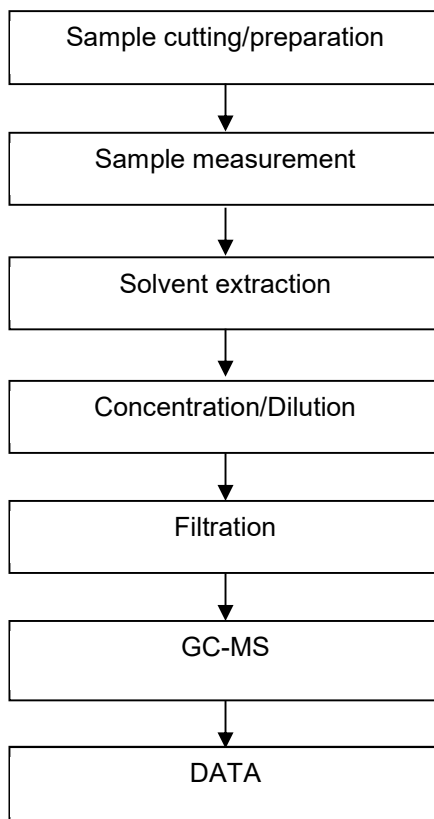 Sample cutting/preparation
Sample measurement
Solvent extraction
Concentration/Dilution
Filtration
GC-MS
DATA